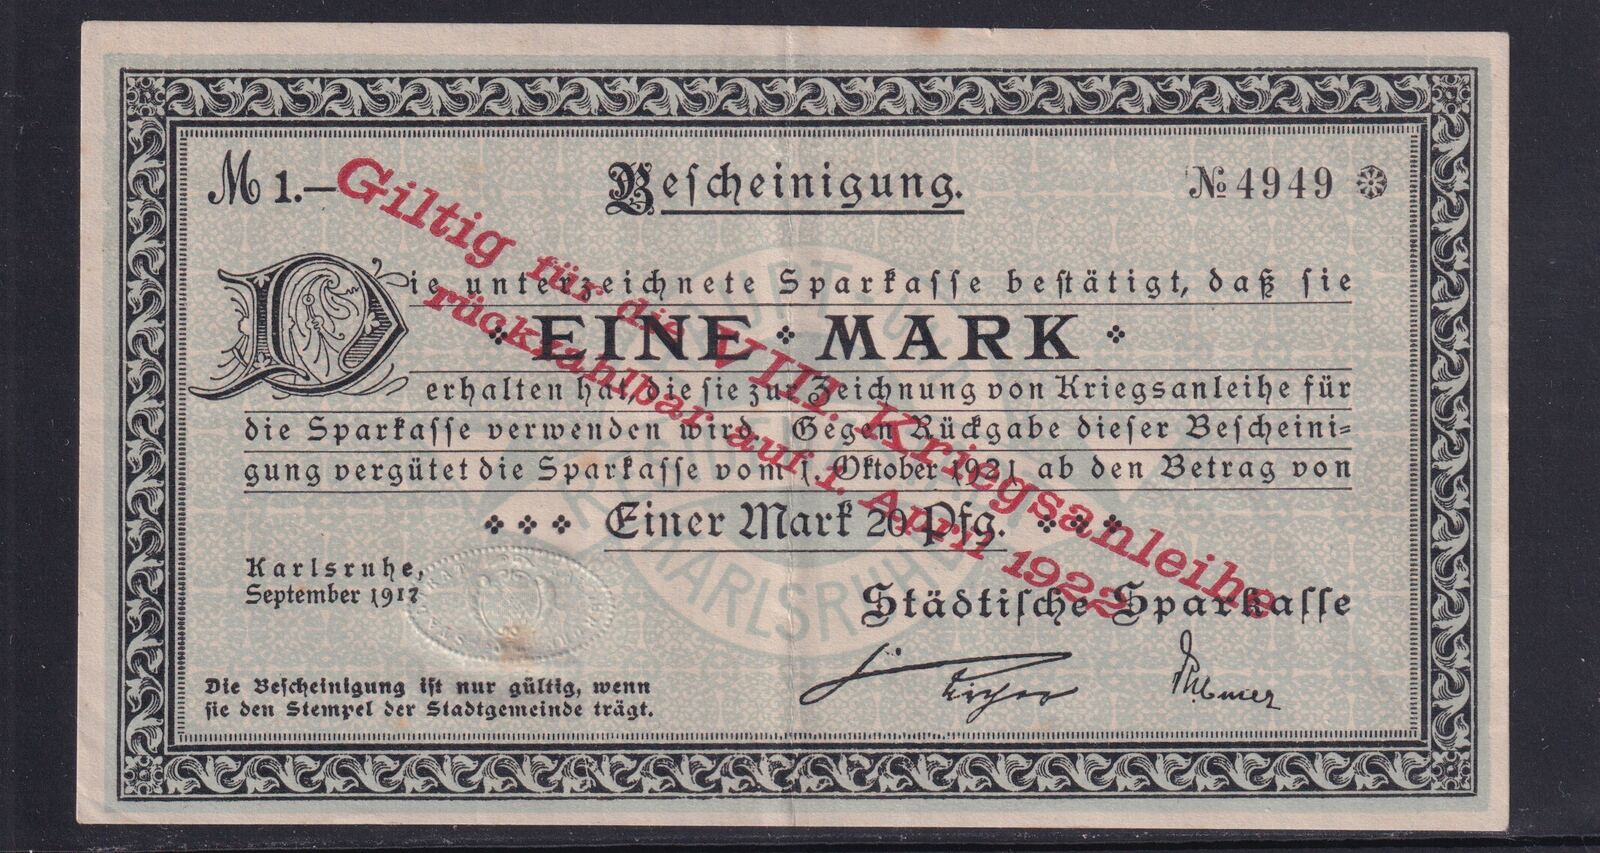 M 1.—
Bescheinigung.
№ 4949
Die unterzeichnete Sparkasse bestätigt, daß sie
EINE MARK
erhalten hat, die sie zur Zeichnung von Kriegsanleihe für
die Sparkasse verwenden wird. Gegen Rückgabe dieser Bescheini=
gung vergütet die Sparkasse vom 1. Oktober 1921 ab den Betrag von
Einer Mark 20 Pfg.
Giltig für die VIII. Kriegsanleihe
rückzahlbar auf 1. April 1922
Karlsruhe,
September 1917
Städtische Sparkasse
Die Bescheinigung ist nur gültig, wenn
sie den Stempel der Stadtgemeinde trägt.
KARLSRUHE